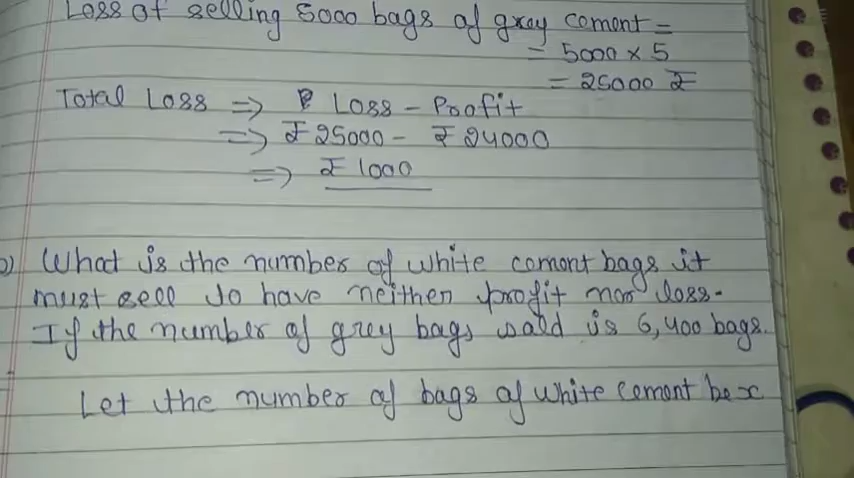 Loss of selling 5000 bags of grey cement =
= 5000 x 5
= 25000 ₹
Total Loss => Loss - Profit
=> ₹ 25000 - ₹ 24000
=> ₹ 1000
b) What is the number of white cement bags it
must sell to have neither profit nor loss.
If the number of grey bags sold is 6,400 bags.
Let the number of bags of white cement be x